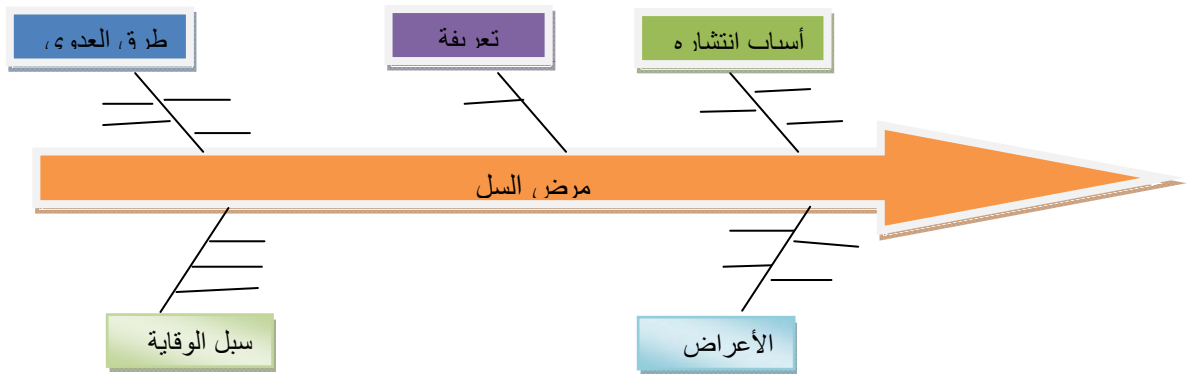 أسباب انتشاره
تعريفة
طرق العدوى
مرض السل
الأعراض
سبل الوقاية